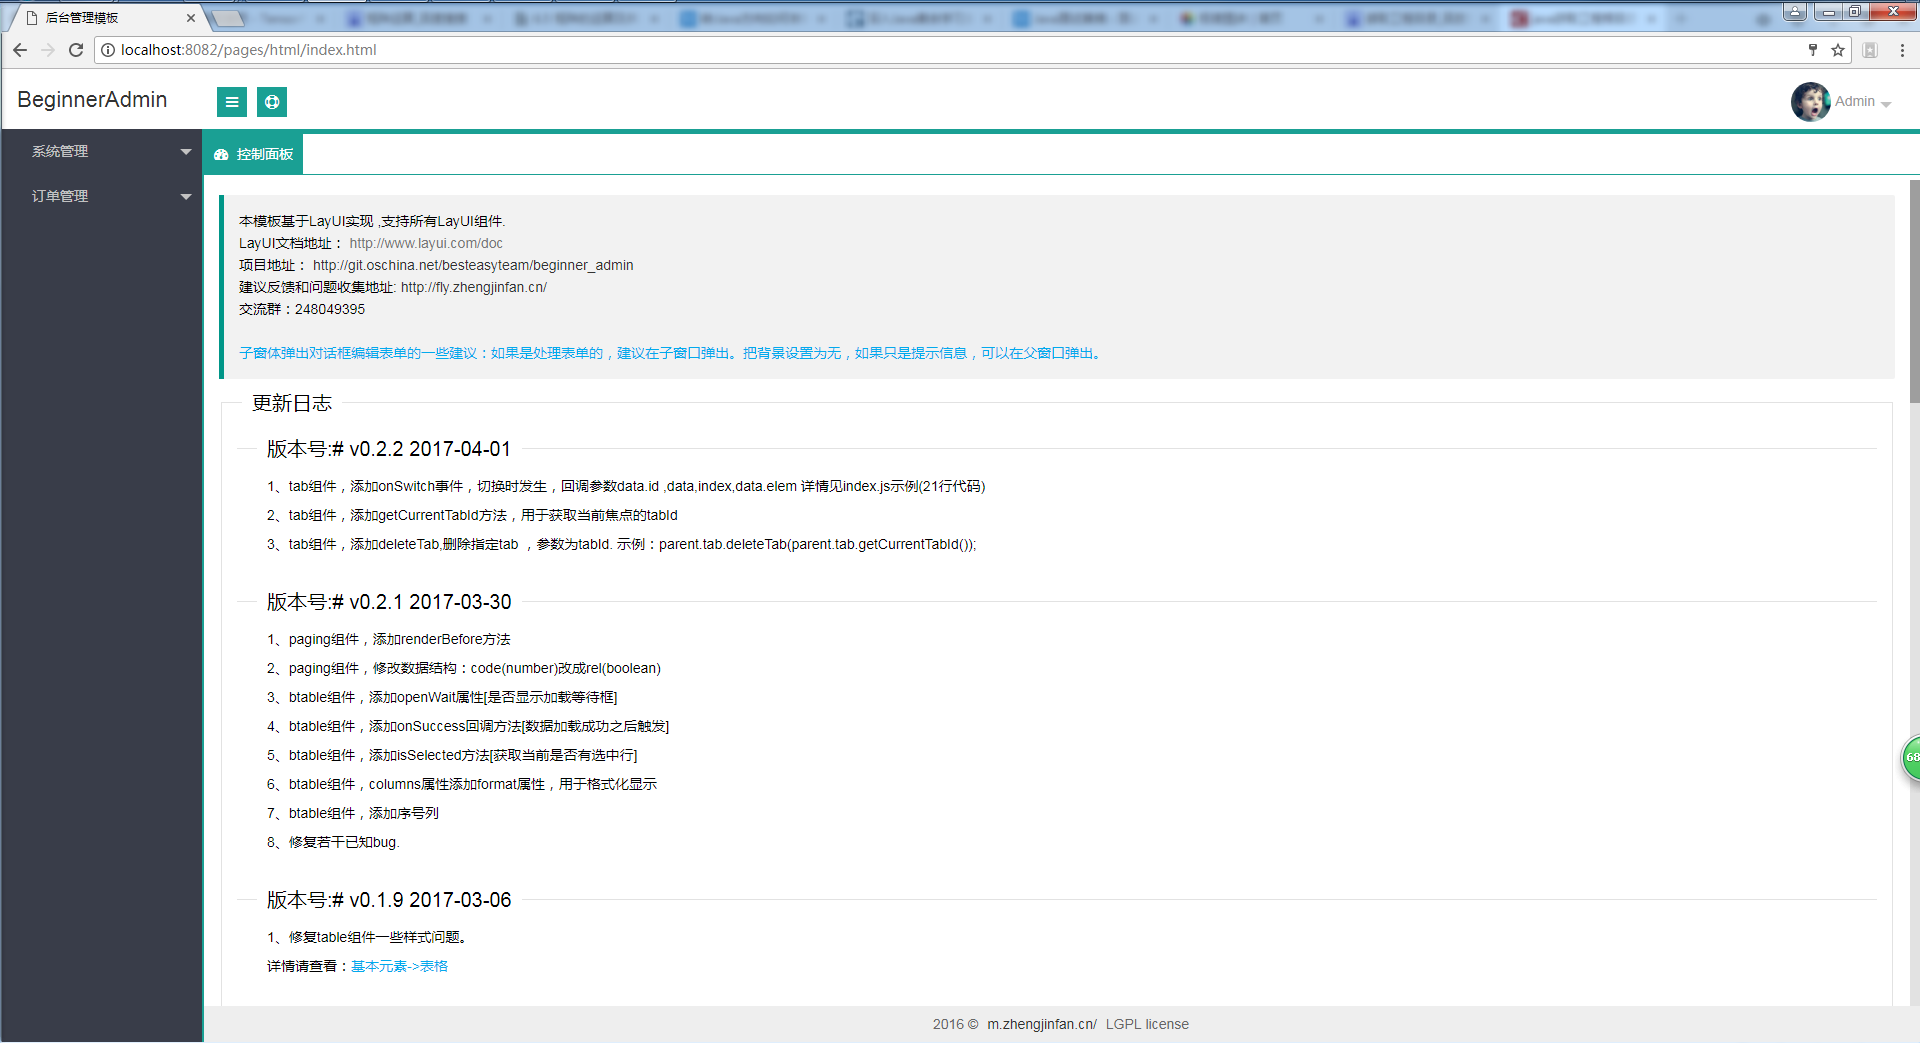 后台管理模板
localhost:8082/pages/html/index.html
BeginnerAdmin
Admin
系统管理
订单管理
控制面板
本模板基于LayUI实现 ,支持所有LayUI组件.
LayUI文档地址： http://www.layui.com/doc
项目地址： http://git.oschina.net/besteasyteam/beginner_admin
建议反馈和问题收集地址: http://fly.zhengjinfan.cn/
交流群：248049395
子窗体弹出对话框编辑表单的一些建议：如果是处理表单的，建议在子窗口弹出。把背景设置为无，如果只是提示信息，可以在父窗口弹出。
更新日志
版本号:# v0.2.2 2017-04-01
1、tab组件，添加onSwitch事件，切换时发生，回调参数data.id ,data,index,data.elem 详情见index.js示例(21行代码)
2、tab组件，添加getCurrentTabId方法，用于获取当前焦点的tabId
3、tab组件，添加deleteTab,删除指定tab ，参数为tabId. 示例：parent.tab.deleteTab(parent.tab.getCurrentTabId());
版本号:# v0.2.1 2017-03-30
1、paging组件，添加renderBefore方法
2、paging组件，修改数据结构：code(number)改成rel(boolean)
3、btable组件，添加openWait属性[是否显示加载等待框]
4、btable组件，添加onSuccess回调方法[数据加载成功之后触发]
5、btable组件，添加isSelected方法[获取当前是否有选中行]
6、btable组件，columns属性添加format属性，用于格式化显示
7、btable组件，添加序号列
8、修复若干已知bug.
版本号:# v0.1.9 2017-03-06
1、修复table组件一些样式问题。
详情请查看：基本元素->表格
68
2016 © m.zhengjinfan.cn/ LGPL license